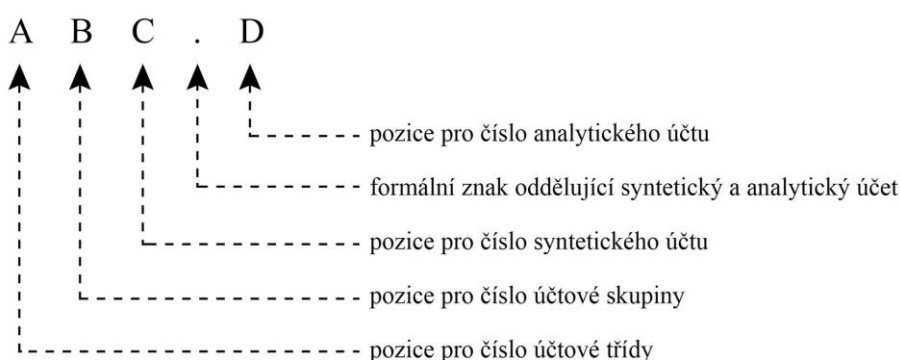 A B C . D
pozice pro číslo analytického účtu
formální znak oddělující syntetický a analytický účet
pozice pro číslo syntetického účtu
pozice pro číslo účtové skupiny
pozice pro číslo účtové třídy